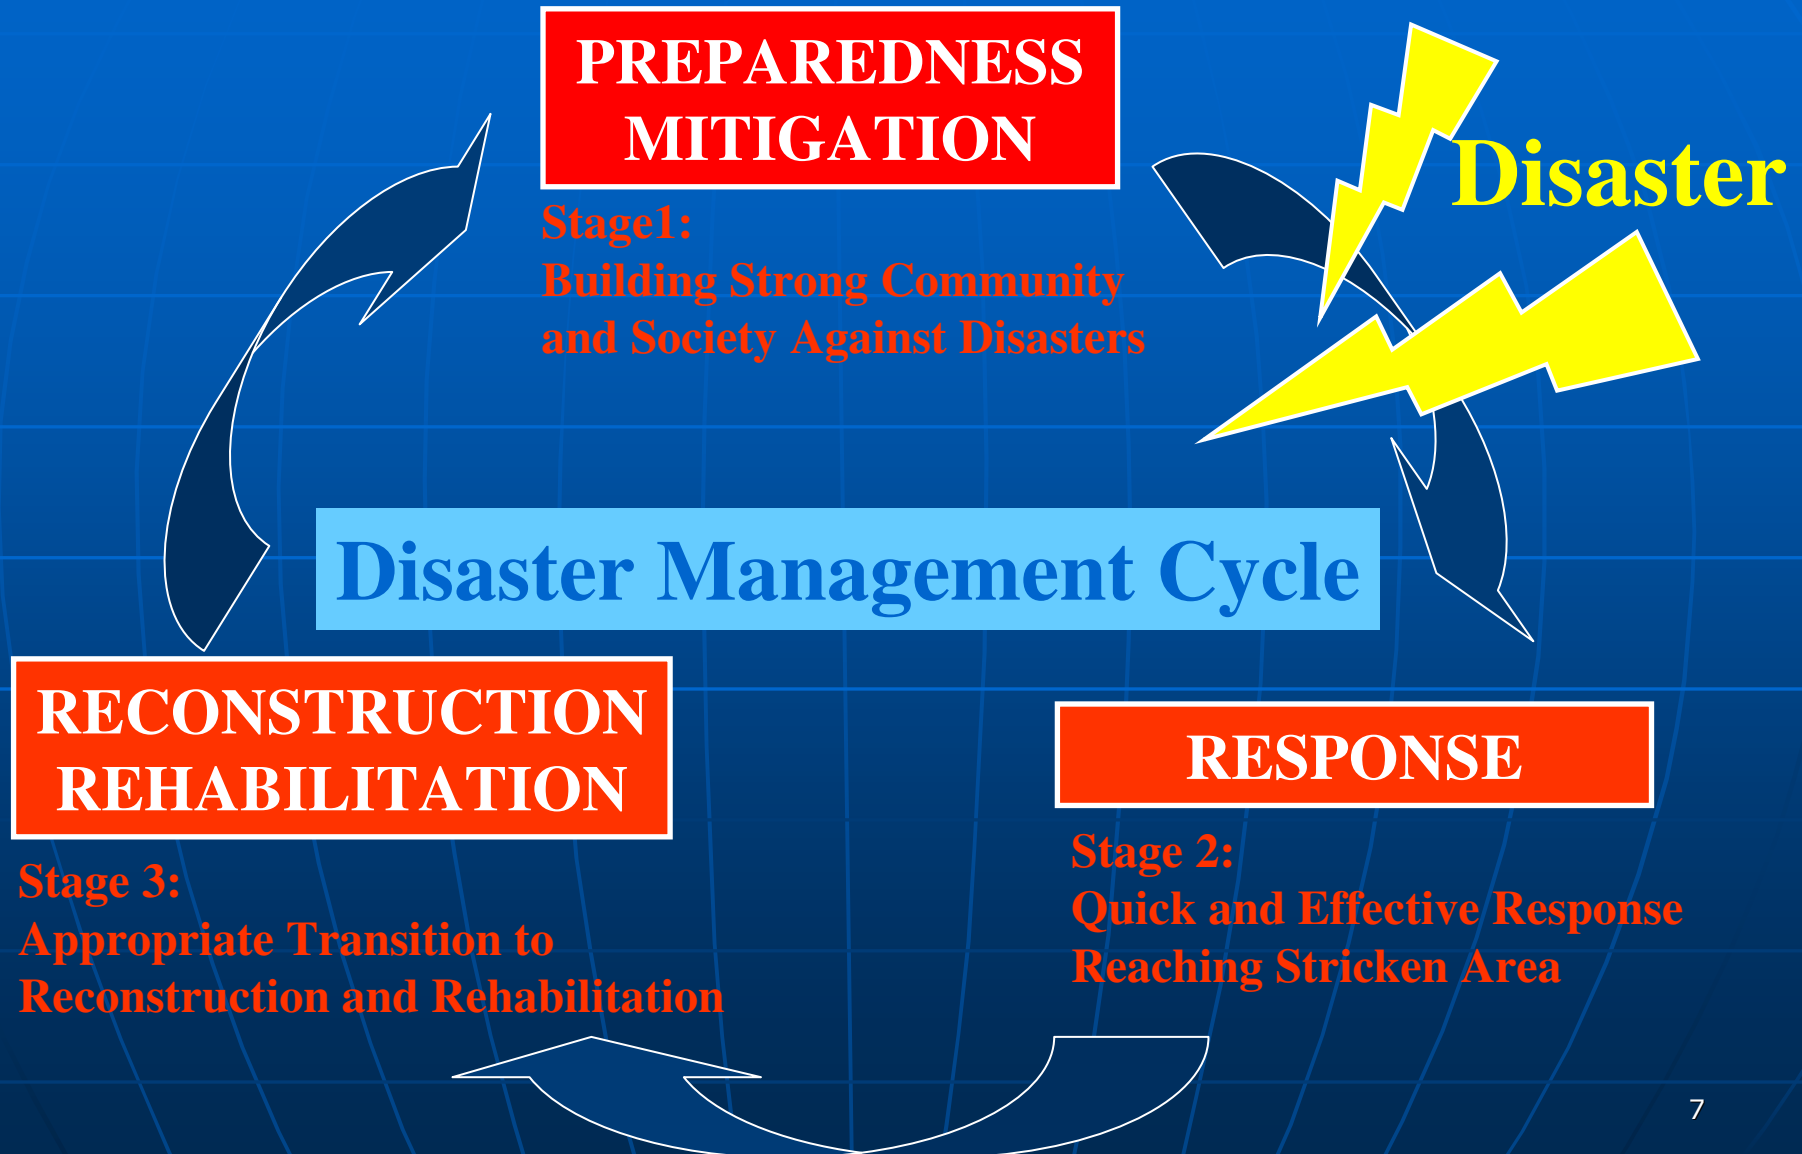 PREPAREDNESS
MITIGATION
Disaster
Stage1:
Building Strong Community
and Society Against Disasters
Disaster Management Cycle
RECONSTRUCTION
REHABILITATION
RESPONSE
Stage 2:
Quick and Effective Response
Reaching Stricken Area
Stage 3:
Appropriate Transition to
Reconstruction and Rehabilitation
7